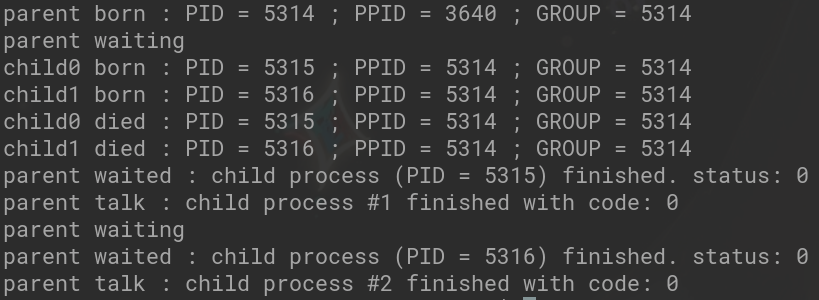 parent born : PID = 5314 ; PPID = 3640 ; GROUP = 5314
parent waiting
child0 born : PID = 5315 ; PPID = 5314 ; GROUP = 5314
child1 born : PID = 5316 ; PPID = 5314 ; GROUP = 5314
child0 died : PID = 5315 ; PPID = 5314 ; GROUP = 5314
child1 died : PID = 5316 ; PPID = 5314 ; GROUP = 5314
parent waited : child process (PID = 5315) finished. status: 0
parent talk : child process #1 finished with code: 0
parent waiting
parent waited : child process (PID = 5316) finished. status: 0
parent talk : child process #2 finished with code: 0